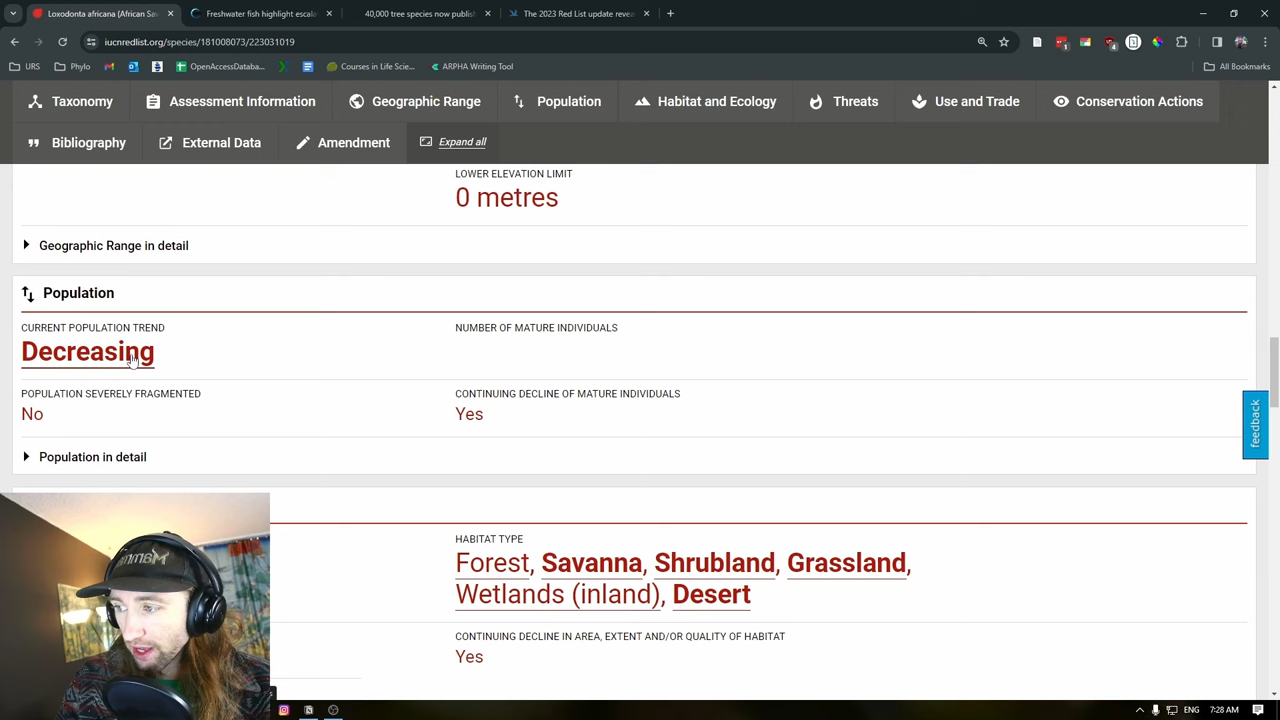 Loxodonta africana (African Sav
Freshwater fish highlight escala
40,000 tree species now publish
The 2023 Red List update revea
iucnredlist.org/species/181008073/223031019
URS
Phylo
OpenAccessDataba...
Courses in Life Scie...
ARPHA Writing Tool
All Bookmarks
Taxonomy
Assessment Information
Geographic Range
Population
Habitat and Ecology
Threats
Use and Trade
Conservation Actions
Bibliography
External Data
Amendment
Expand all
LOWER ELEVATION LIMIT
0 metres
Geographic Range in detail
Population
CURRENT POPULATION TREND
NUMBER OF MATURE INDIVIDUALS
Decreasing
POPULATION SEVERELY FRAGMENTED
CONTINUING DECLINE OF MATURE INDIVIDUALS
No
Yes
Population in detail
feedback
HABITAT TYPE
Forest, Savanna, Shrubland, Grassland,
Wetlands (inland), Desert
CONTINUING DECLINE IN AREA, EXTENT AND/OR QUALITY OF HABITAT
Yes
ENG
7:28 AM